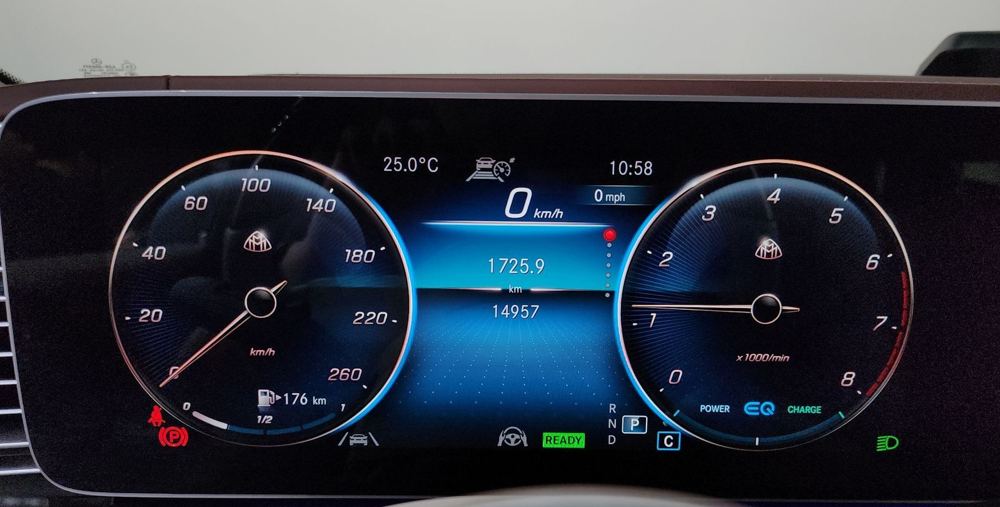 25.0°C
10:58
0 km/h
0 mph
1725.9
km
14957
0
20
40
60
100
140
180
220
260
km/h
176 km
0
1/2
1
0
1
2
3
4
5
6
7
8
x1000/min
POWER
EQ
CHARGE
READY
R
N
D
P
C
P